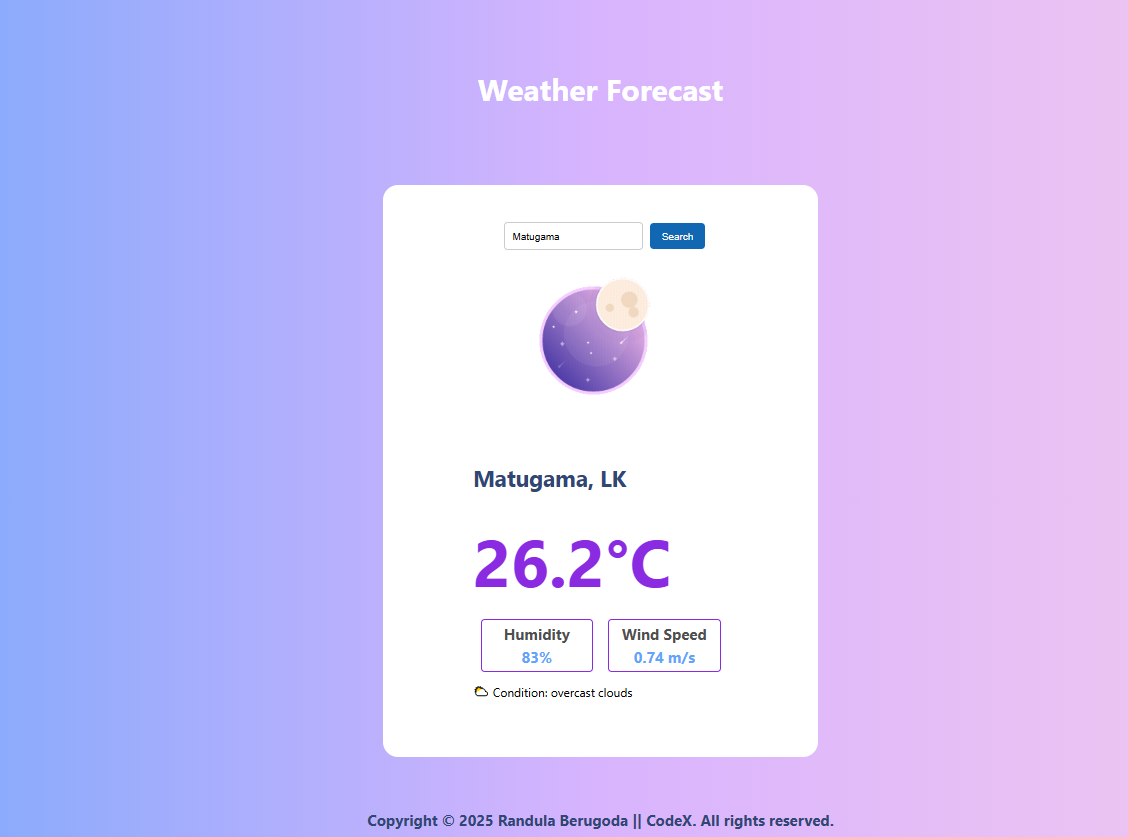 Weather Forecast
Matugama Search
Matugama, LK
26.2°C
Humidity Wind Speed
83% 0.74 m/s
Condition: overcast clouds
Copyright © 2025 Randula Berugoda || CodeX. All rights reserved.